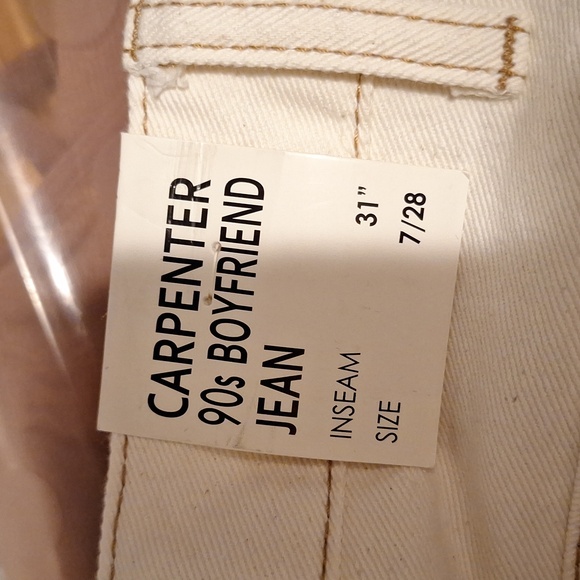 CARPENTER
90s BOYFRIEND
JEAN
INSEAM 31"
SIZE 7/28